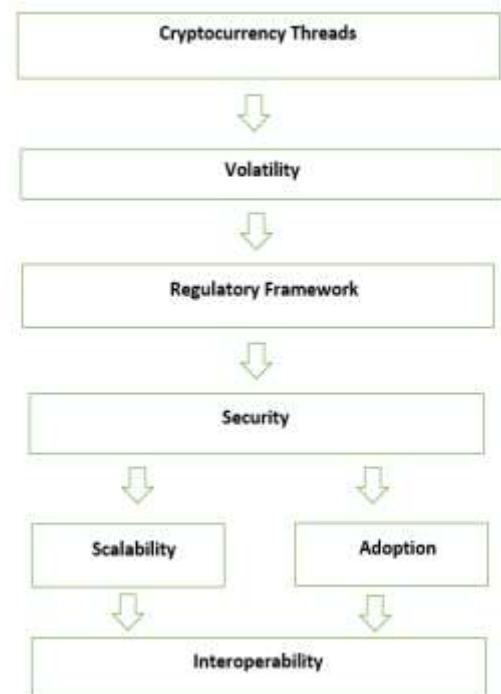 Cryptocurrency Threads
Volatility
Regulatory Framework
Security
Scalability
Adoption
Interoperability